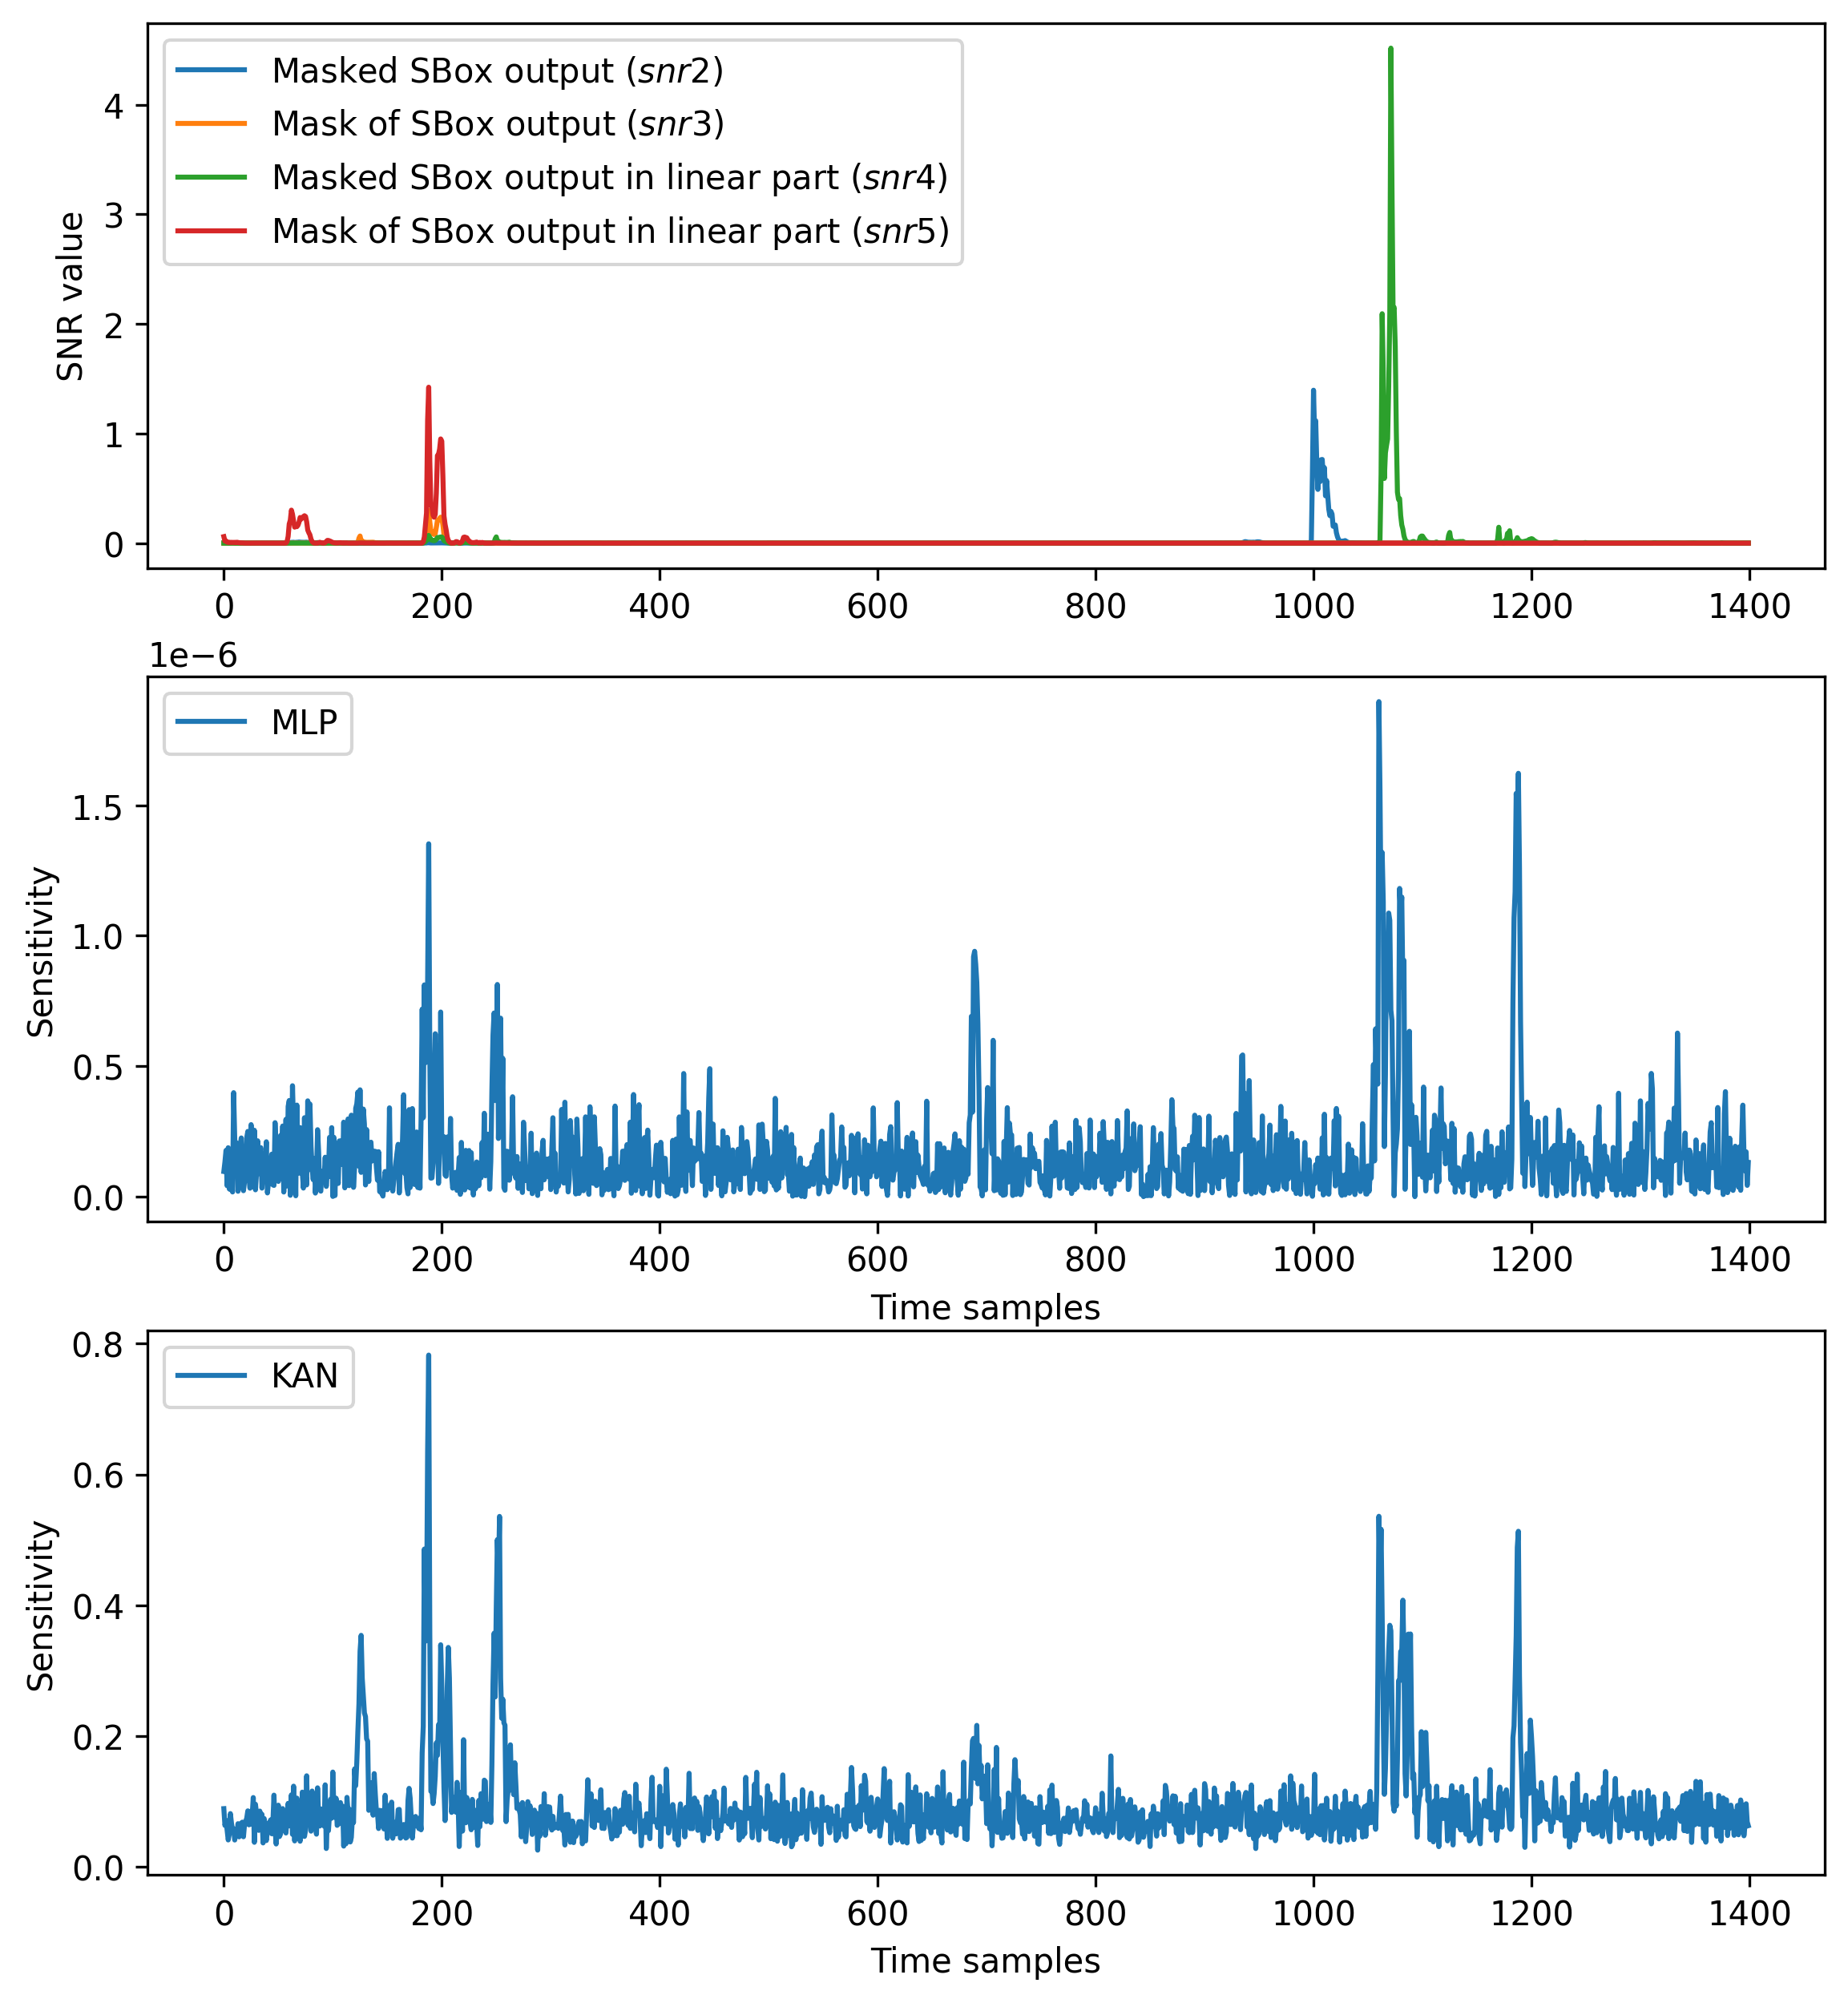 Masked SBox output (snr2)
Mask of SBox output (snr3)
Masked SBox output in linear part (snr4)
Mask of SBox output in linear part (snr5)
SNR value
4
3
2
1
0
0 200 400 600 800 1000 1200 1400
1e−6
MLP
Sensitivity
1.5
1.0
0.5
0.0
0 200 400 600 800 1000 1200 1400
Time samples
KAN
Sensitivity
0.8
0.6
0.4
0.2
0.0
0 200 400 600 800 1000 1200 1400
Time samples